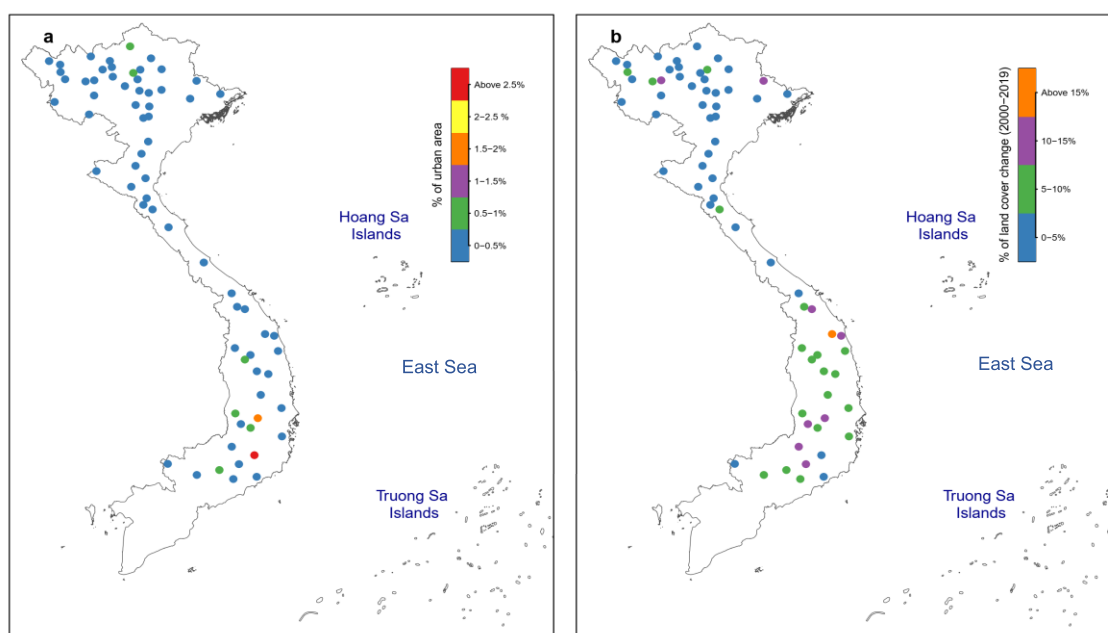 a
% of urban area
Above 2.5%
2−2.5 %
1.5−2%
1−1.5%
0.5−1%
0−0.5%
Hoang Sa
Islands
East Sea
Truong Sa
Islands
b
% of land cover change (2000−2019)
Above 15%
10−15%
5−10%
0−5%
Hoang Sa
Islands
East Sea
Truong Sa
Islands